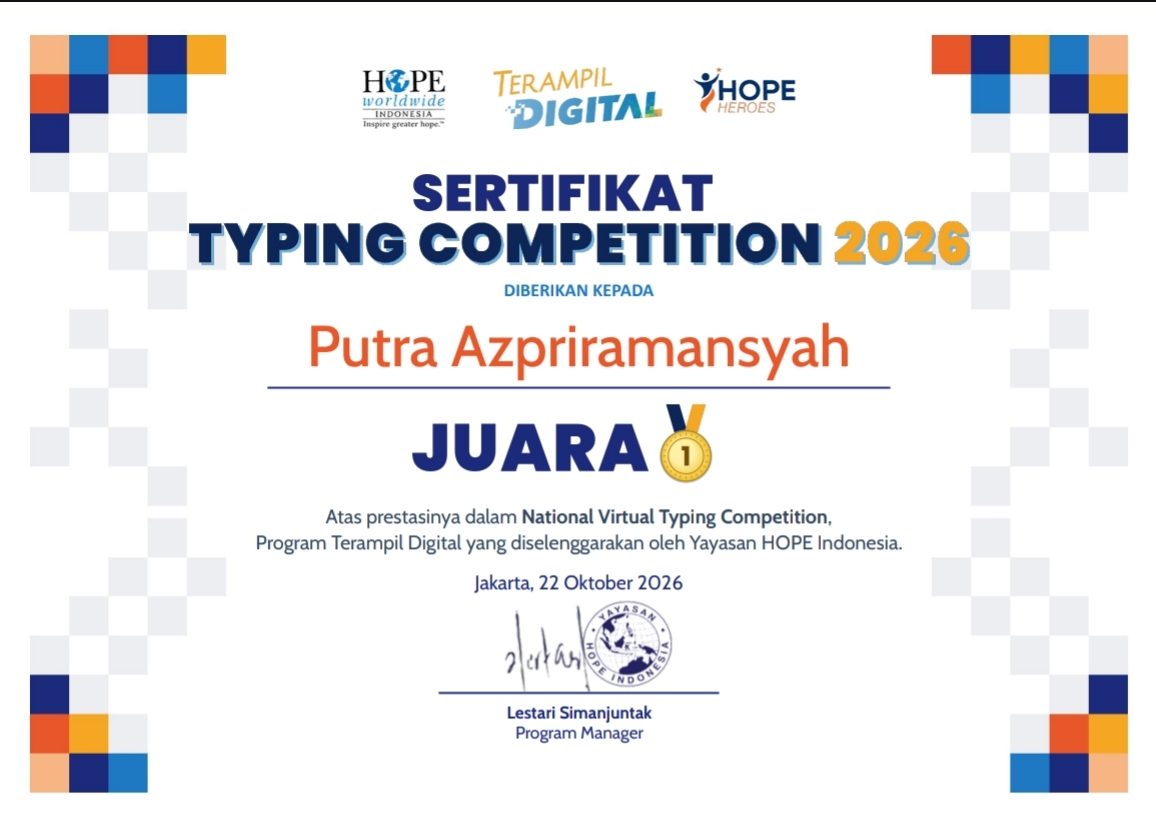 HOPE
worldwide
INDONESIA
Inspire greater hope.™
TERAMPIL
DIGITAL
HOPE
HEROES
SERTIFIKAT
TYPING COMPETITION 2026
DIBERIKAN KEPADA
Putra Azpriramansyah
JUARA 1
Atas prestasinya dalam National Virtual Typing Competition,
Program Terampil Digital yang diselenggarakan oleh Yayasan HOPE Indonesia.
Jakarta, 22 Oktober 2026
YAYASAN
HOPE INDONESIA
Lestari Simanjuntak
Program Manager